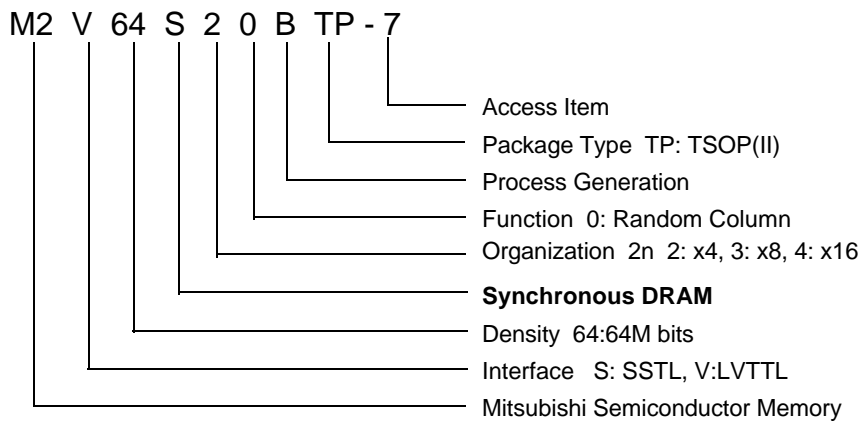 M2 V 64 S 2 0 B TP - 7
Access Item
Package Type TP: TSOP(II)
Process Generation
Function 0: Random Column
Organization 2n 2: x4, 3: x8, 4: x16
Synchronous DRAM
Density 64:64M bits
Interface S: SSTL, V:LVTTL
Mitsubishi Semiconductor Memory